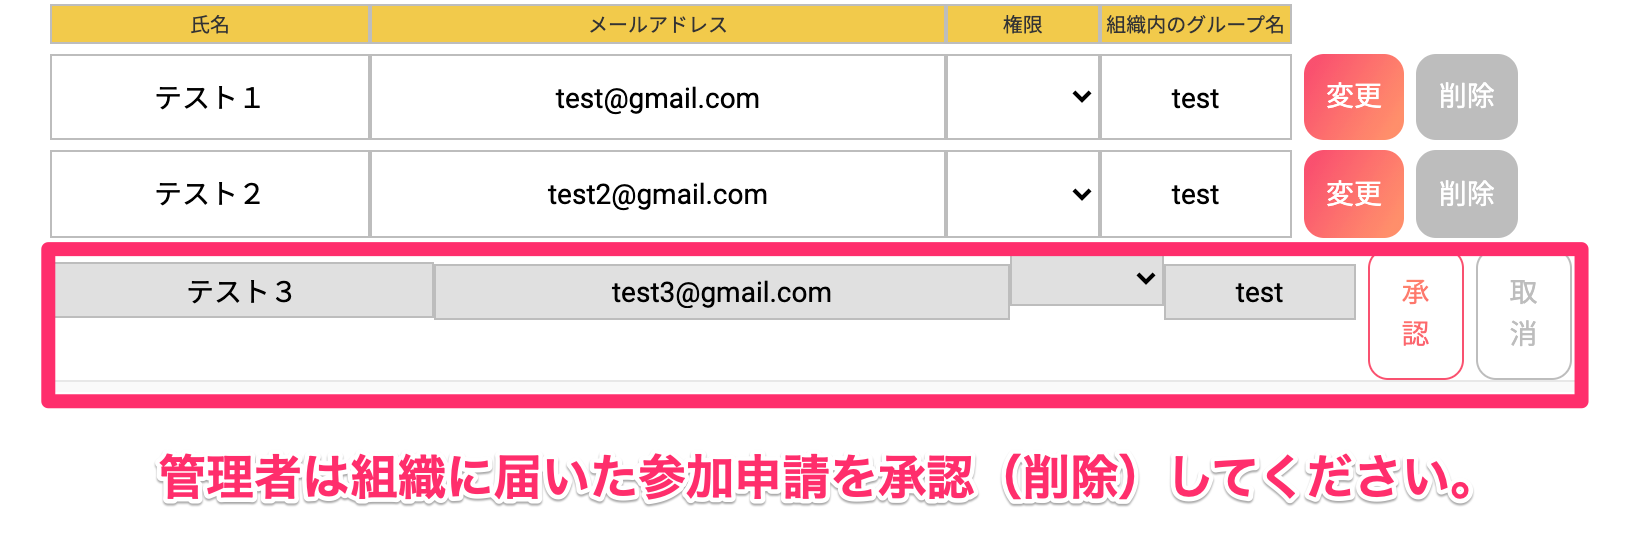 氏名 メールアドレス 権限 組織内のグループ名
テスト１ test@gmail.com test 変更 削除
テスト２ test2@gmail.com test 変更 削除
テスト３ test3@gmail.com test 承認 取消
管理者は組織に届いた参加申請を承認（削除）してください。